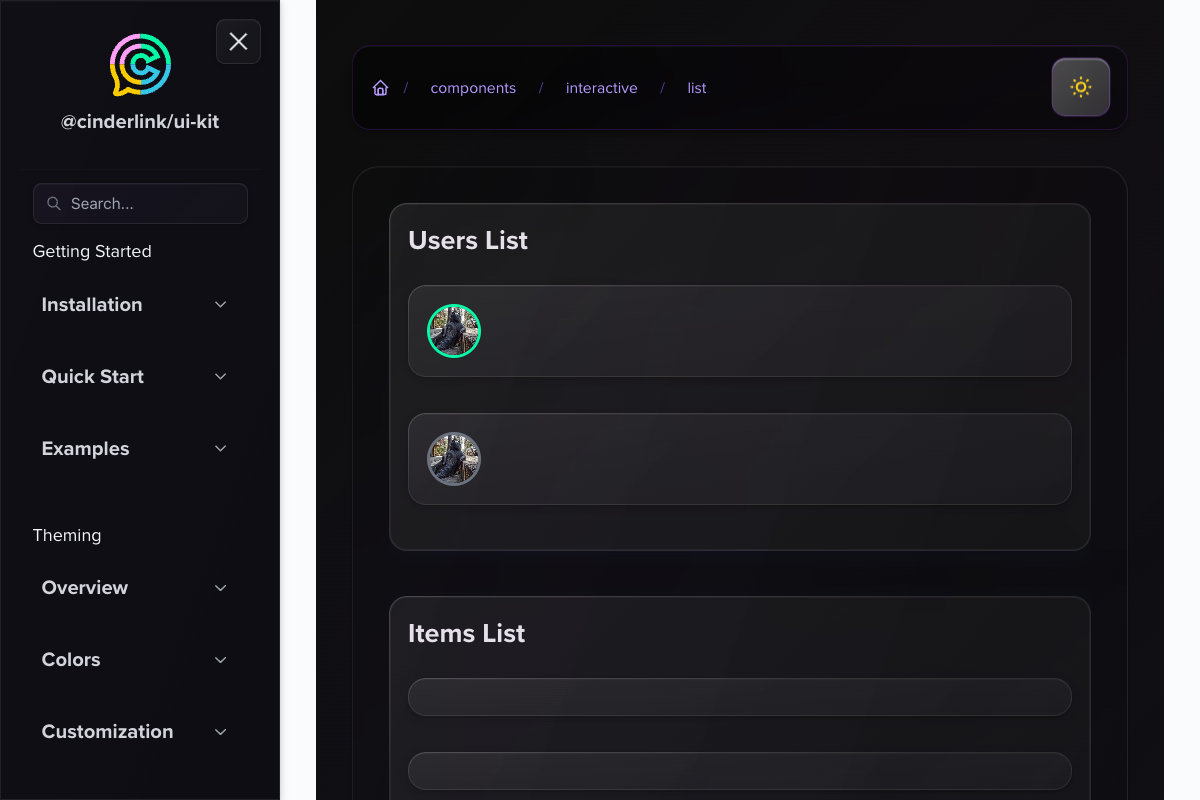 @cinderlink/ui-kit
Search...
Getting Started
Installation
Quick Start
Examples
Theming
Overview
Colors
Customization
/ components / interactive / list
Users List
Items List